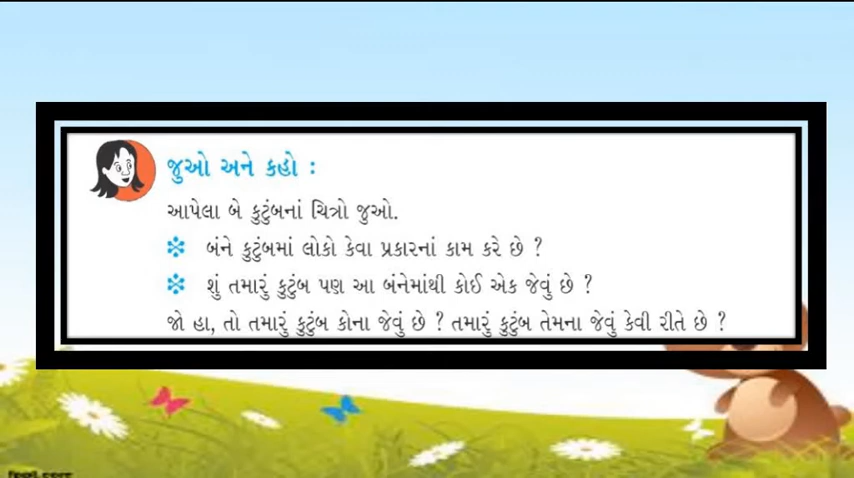 જુઓ અને કહો :
આપેલા બે કુટુંબનાં ચિત્રો જુઓ.
✼ બંને કુટુંબમાં લોકો કેવા પ્રકારનાં કામ કરે છે ?
✼ શું તમારું કુટુંબ પણ આ બંનેમાંથી કોઈ એક જેવું છે ?
જો હા, તો તમારું કુટુંબ કોના જેવું છે ? તમારું કુટુંબ તેમના જેવું કેવી રીતે છે ?